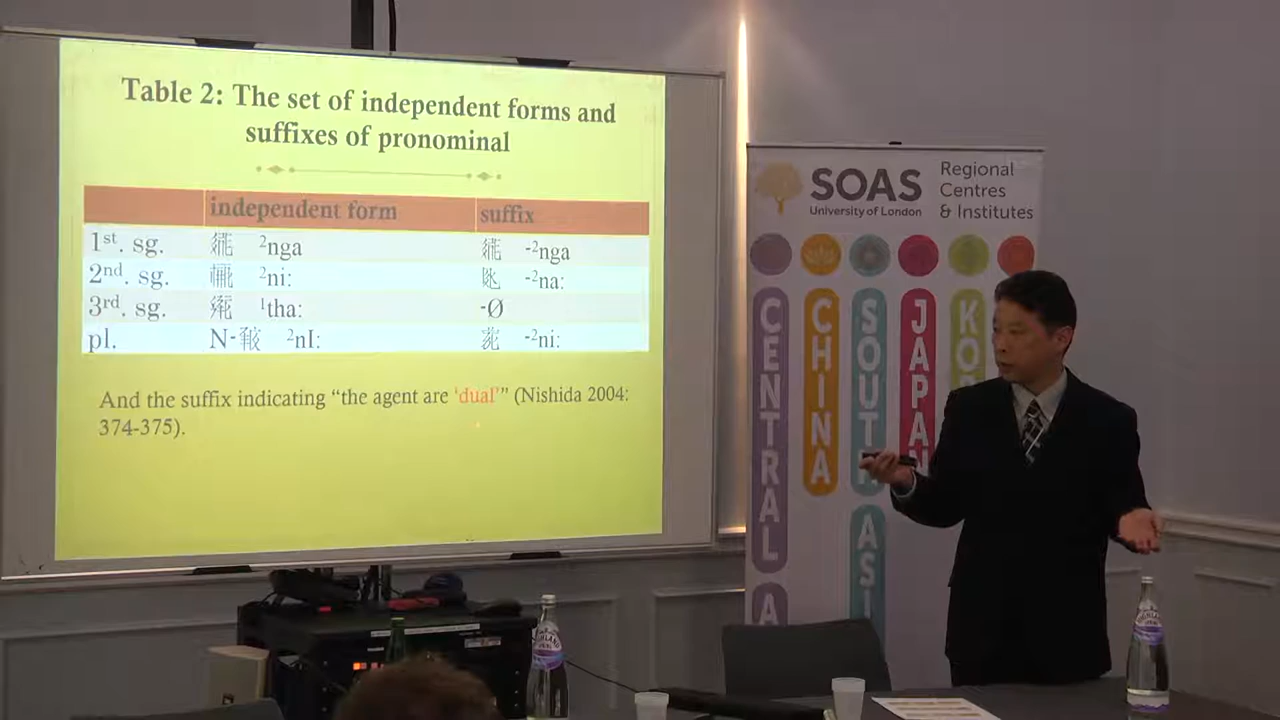 Table 2: The set of independent forms and
suffixes of pronominal
independent form suffix
1st. sg. ²nga -²nga
2nd. sg. ²ni: -²na:
3rd. sg. ¹tha: -Ø
pl. N- ²nI: -²ni:
And the suffix indicating “the agent are ‘dual’” (Nishida 2004:
374-375).
SOAS
University of London
Regional
Centres
& Institutes
CENTRAL A
CHINA
SOUTH ASI
JAPAN
KO